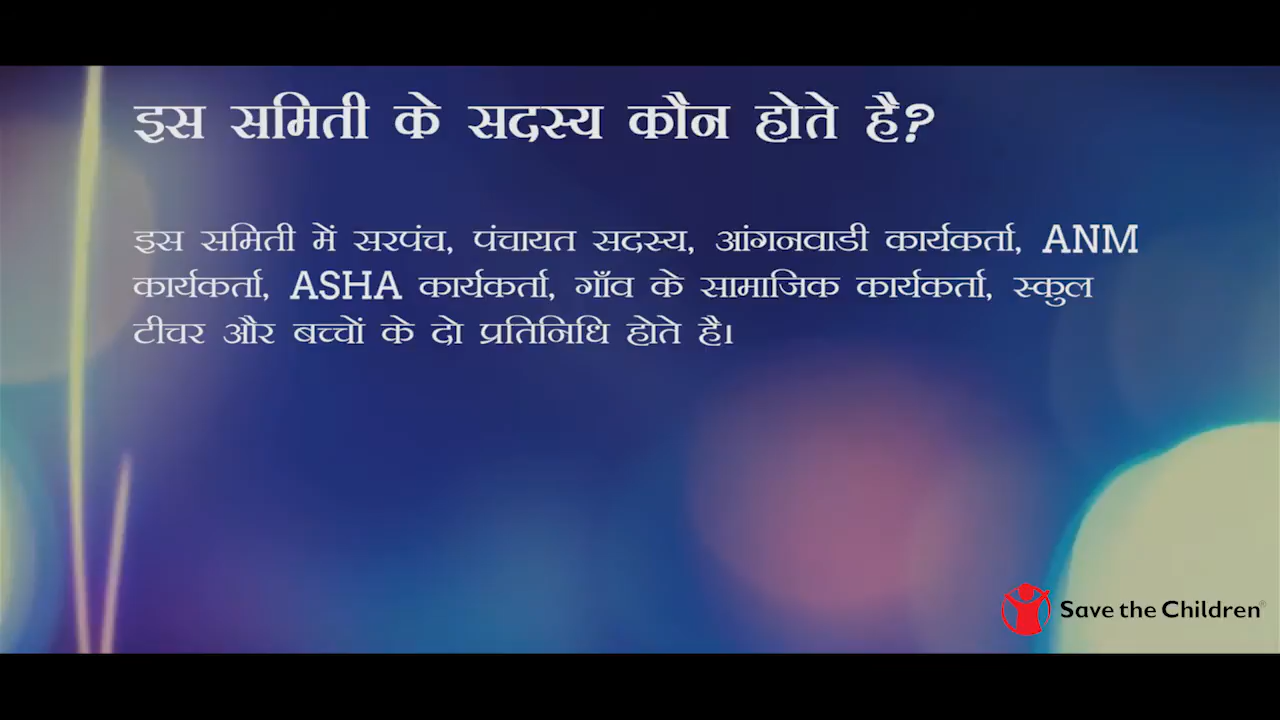 इस समिती के सदस्य कौन होते है?
इस समिती में सरपंच, पंचायत सदस्य, आंगनवाडी कार्यकर्ता, ANM
कार्यकर्ता, ASHA कार्यकर्ता, गाँव के सामाजिक कार्यकर्ता, स्कुल
टीचर और बच्चों के दो प्रतिनिधि होते है।
Save the Children®